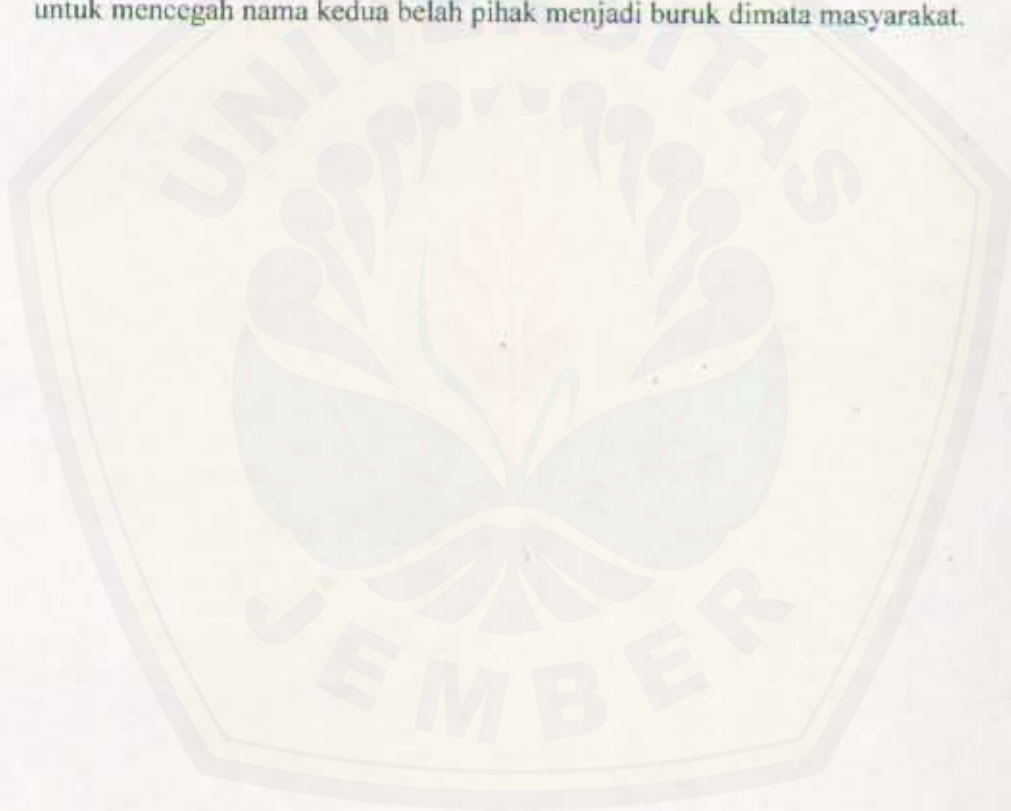 untuk mencegah nama kedua belah pihak menjadi buruk dimata masyarakat.
UNIVERSITAS
JEMBER